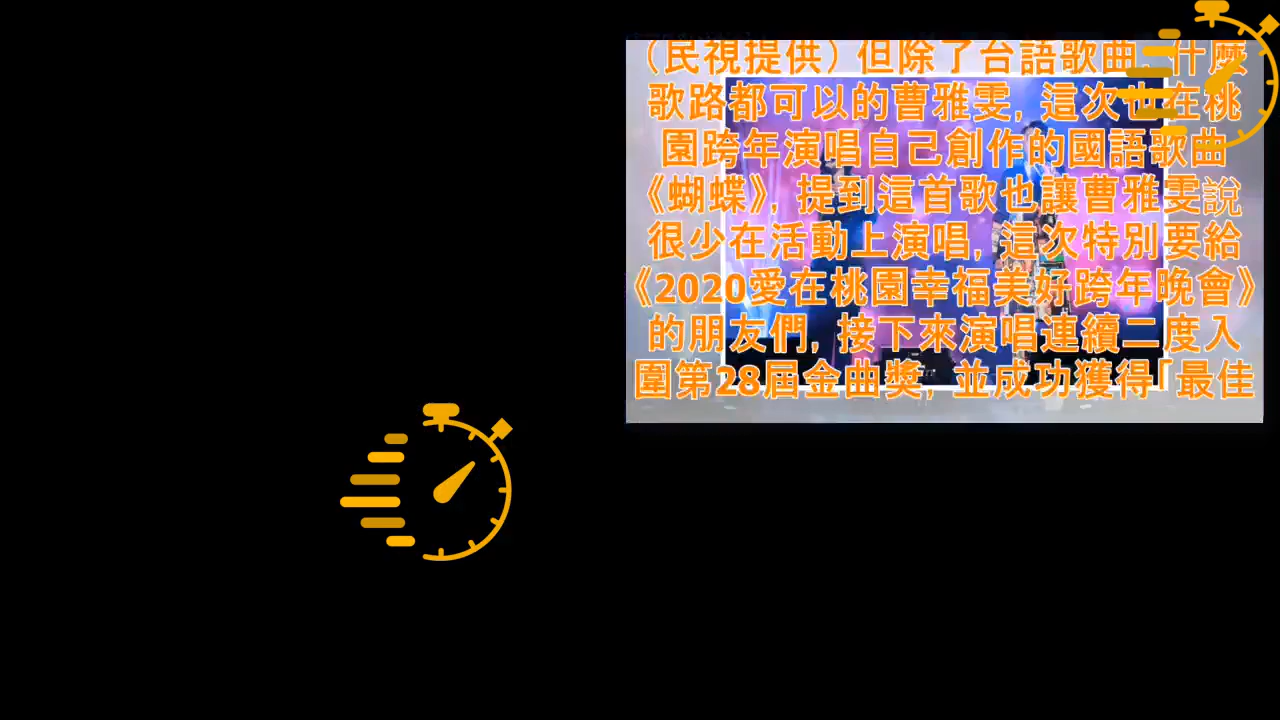 （民視提供）但除了台語歌曲, 什麼
歌路都可以的曹雅雯, 這次也在桃
園跨年演唱自己創作的國語歌曲
《蝴蝶》, 提到這首歌也讓曹雅雯說
很少在活動上演唱, 這次特別要給
《2020愛在桃園幸福美好跨年晚會》
的朋友們, 接下來演唱連續二度入
圍第28屆金曲獎, 並成功獲得「最佳